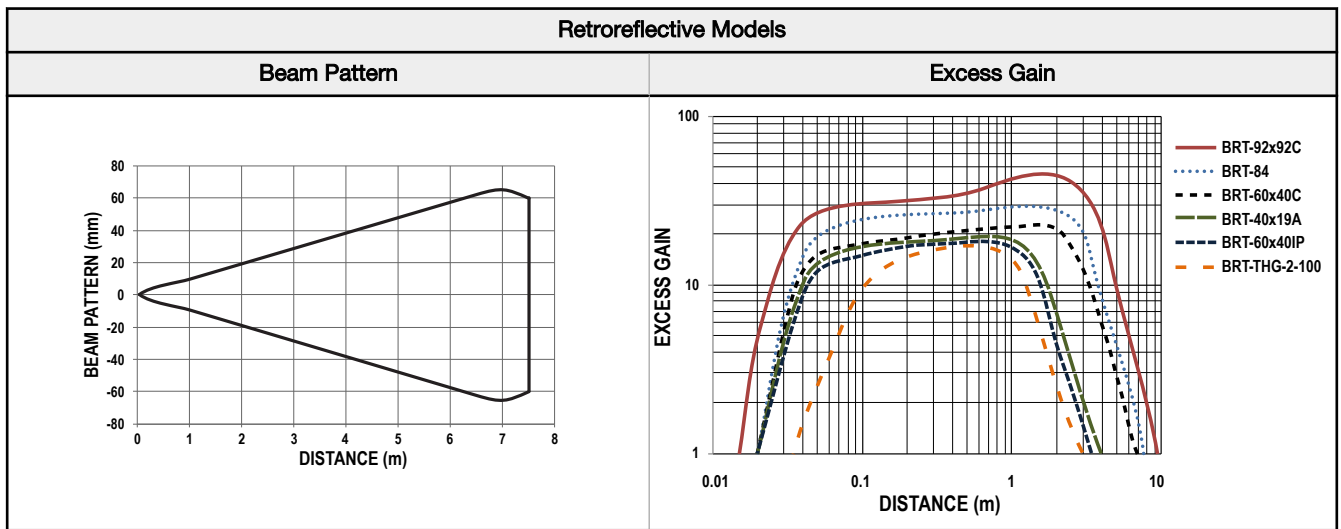 Retroreflective Models
Beam Pattern
Excess Gain
80
60
40
20
0
-20
-40
-60
-80
BEAM PATTERN (mm)
0 1 2 3 4 5 6 7 8
DISTANCE (m)
100
10
1
EXCESS GAIN
0.01 0.1 1 10
DISTANCE (m)
BRT-92x92C
BRT-84
BRT-60x40C
BRT-40x19A
BRT-60x40IP
BRT-THG-2-100